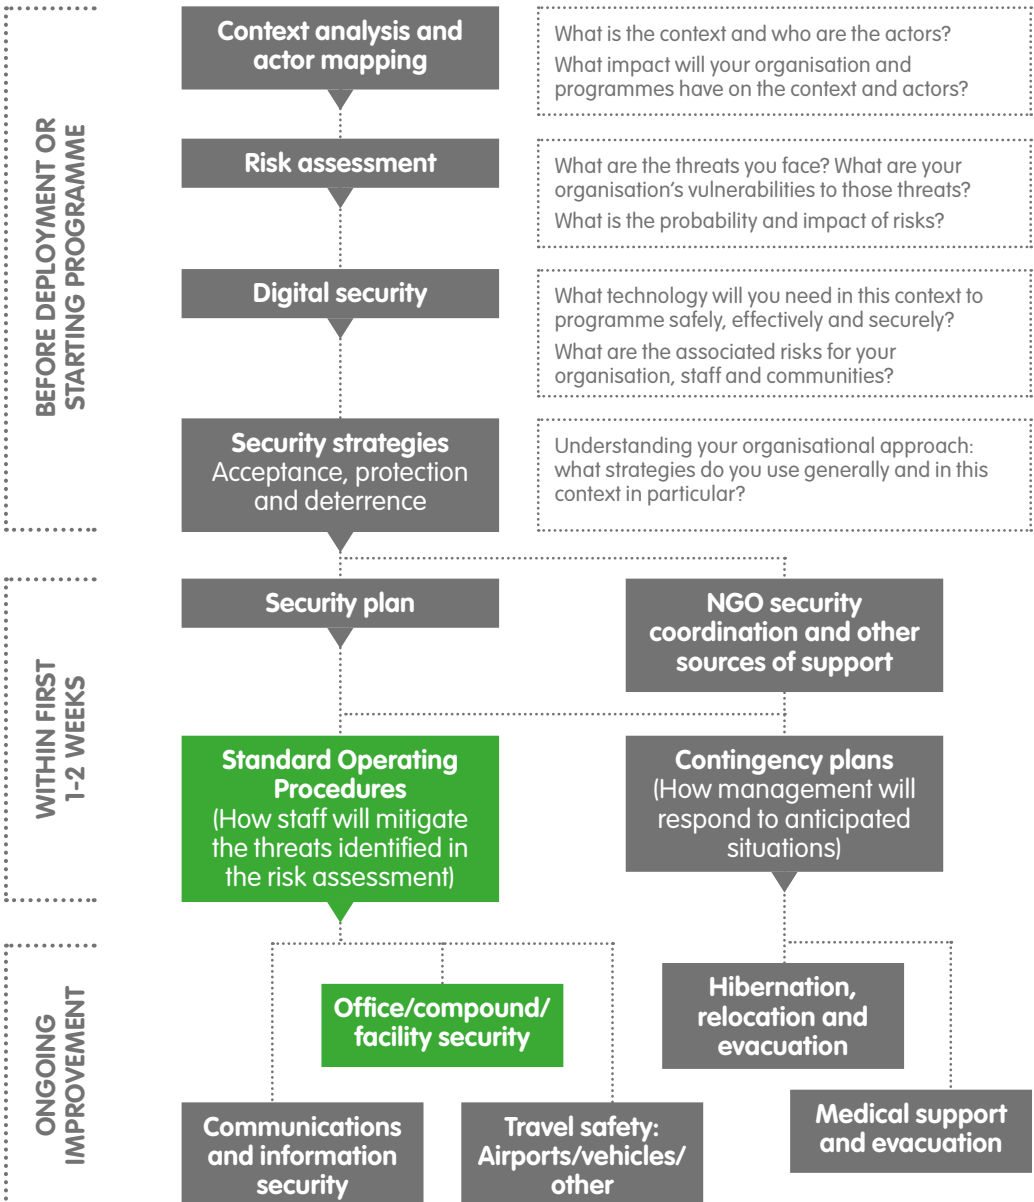 BEFORE DEPLOYMENT OR
STARTING PROGRAMME
Context analysis and
actor mapping
What is the context and who are the actors?
What impact will your organisation and
programmes have on the context and actors?
Risk assessment
What are the threats you face? What are your
organisation’s vulnerabilities to those threats?
What is the probability and impact of risks?
Digital security
What technology will you need in this context to
programme safely, effectively and securely?
What are the associated risks for your
organisation, staff and communities?
Security strategies
Acceptance, protection
and deterrence
Understanding your organisational approach:
what strategies do you use generally and in this
context in particular?
WITHIN FIRST
1-2 WEEKS
Security plan
NGO security
coordination and other
sources of support
Standard Operating
Procedures
(How staff will mitigate
the threats identified in
the risk assessment)
Contingency plans
(How management will
respond to anticipated
situations)
ONGOING
IMPROVEMENT
Office/compound/
facility security
Hibernation,
relocation and
evacuation
Communications
and information
security
Travel safety:
Airports/vehicles/
other
Medical support
and evacuation